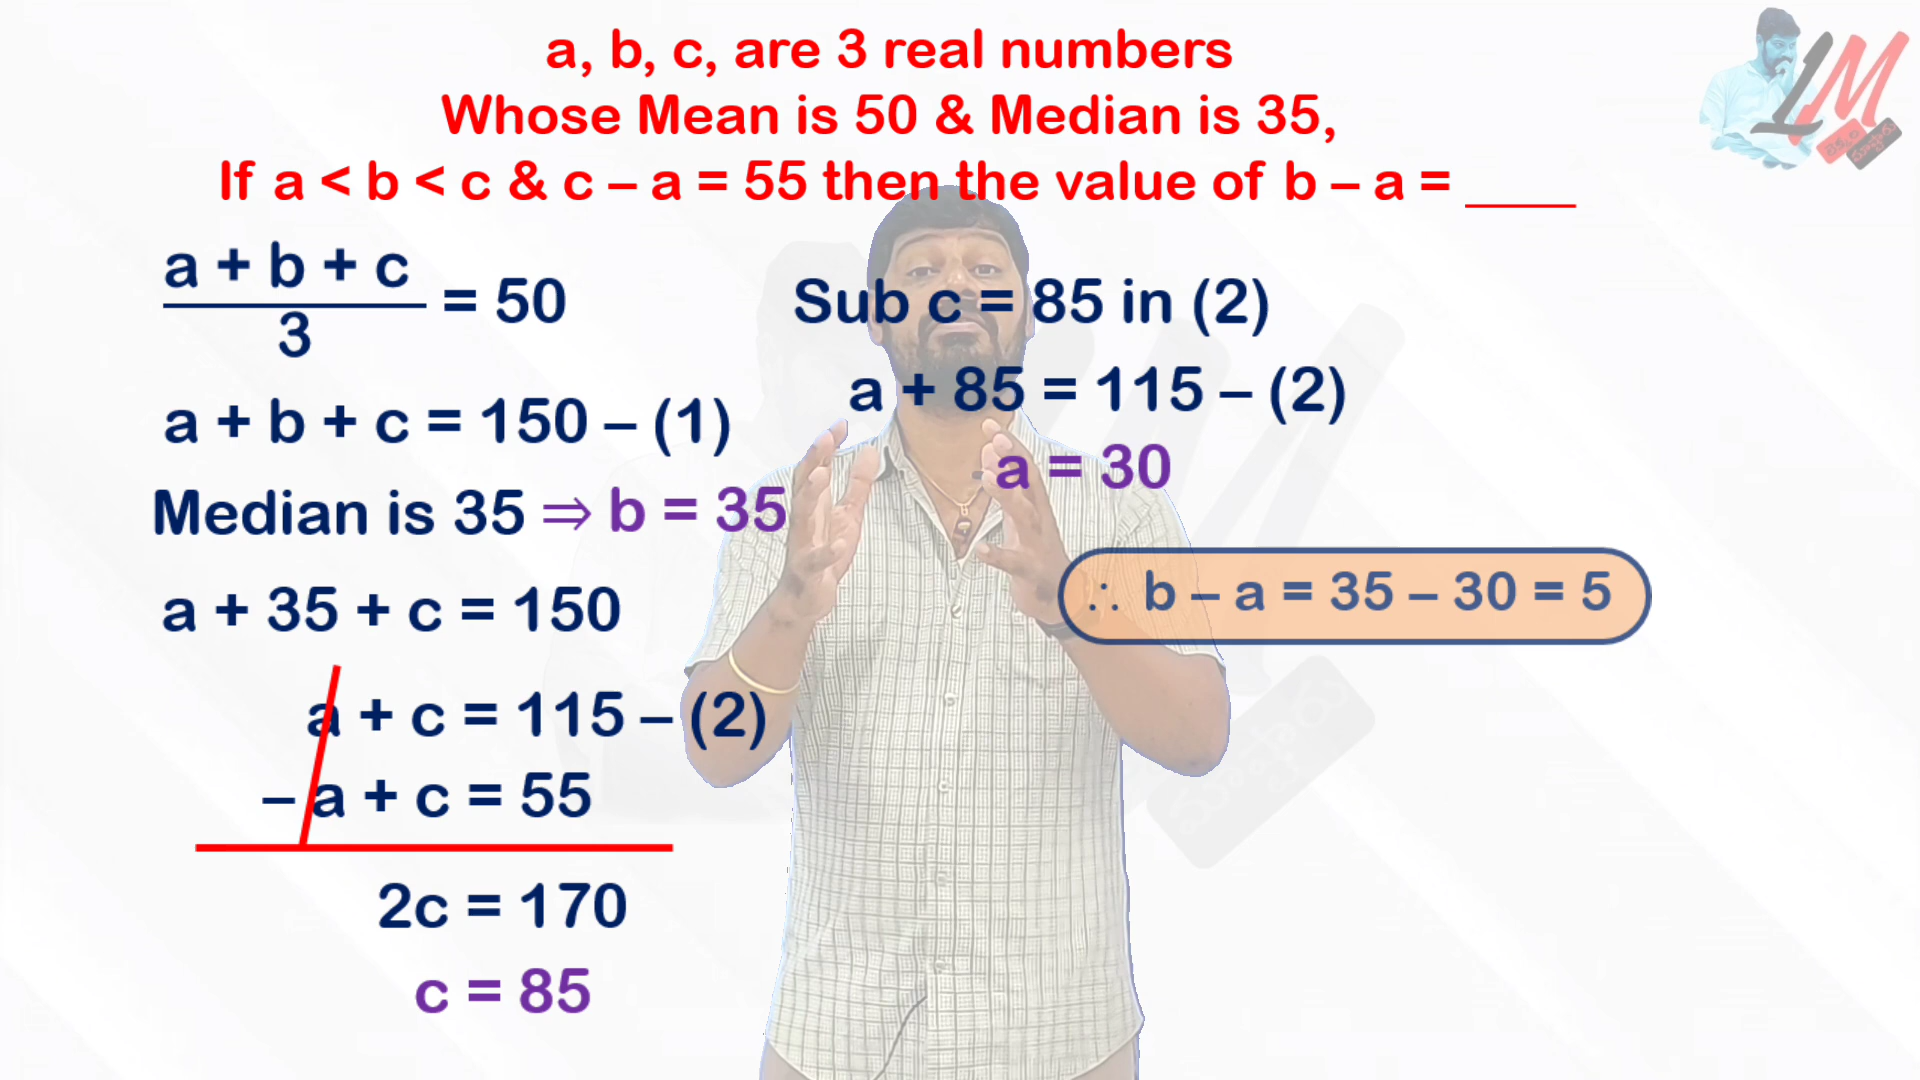 a, b, c, are 3 real numbers
Whose Mean is 50 & Median is 35,
If a < b < c & c – a = 55 then the value of b – a = ____
a + b + c
3
= 50
a + b + c = 150 – (1)
Median is 35 ⇒ b = 35
a + 35 + c = 150
a + c = 115 – (2)
– a + c = 55
2c = 170
c = 85
Sub c = 85 in (2)
a + 85 = 115 – (2)
a = 30
∴ b – a = 35 – 30 = 5
LM